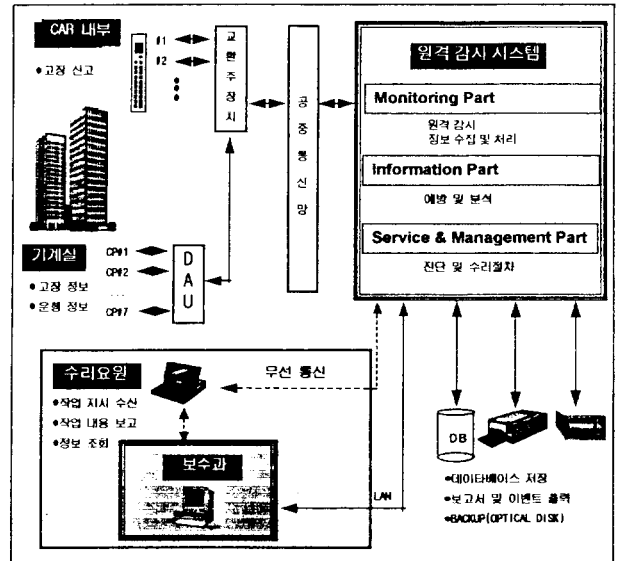 CAR 내부
●고장 신고
#1
#2
교환주장치
공중통신망
원격 감시 시스템
Monitoring Part
원격 감시
정보 수집 및 처리
Information Part
예방 및 분석
Service & Management Part
진단 및 수리절차
기계실
●고장 정보
●운행 정보
CP#1
CP#2
...
CP#7
DAU
수리요원
●작업 지시 수신
●작업 내용 보고
●정보 조회
무선 통신
보수과
LAN
DB
●데이타베이스 저장
●보고서 및 이벤트 출력
●BACKUP(OPTICAL DISK)